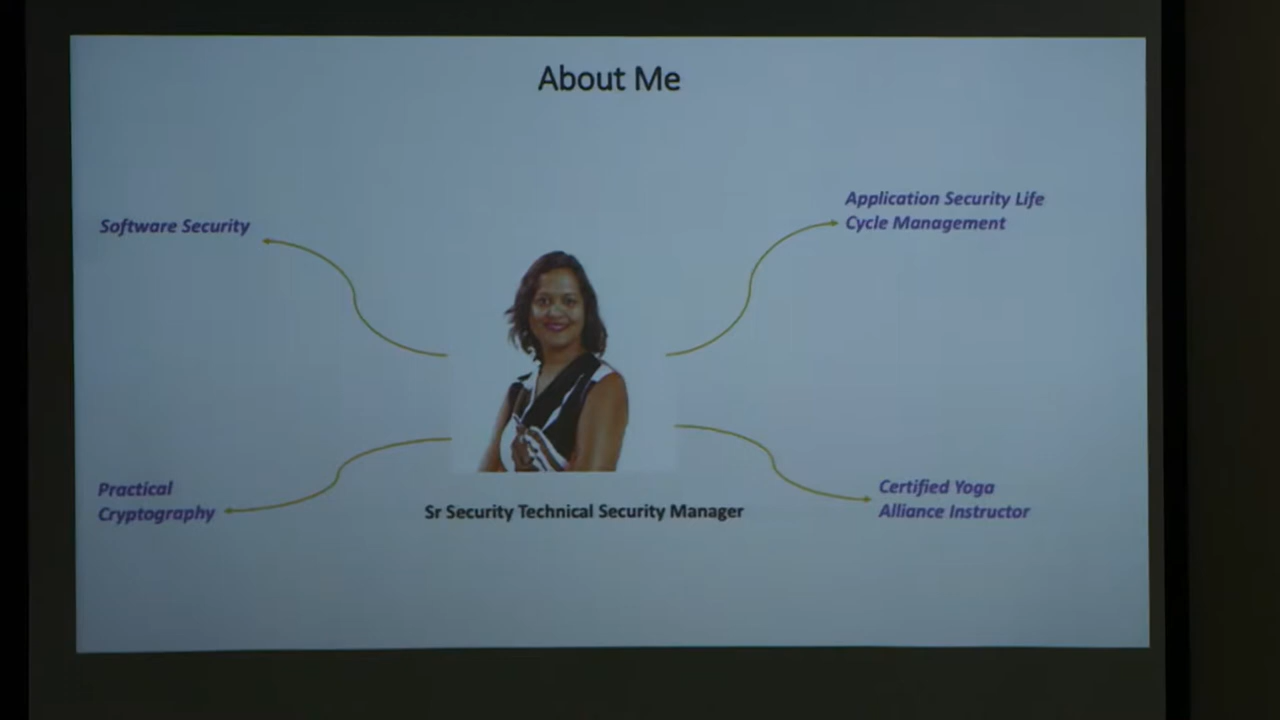 About Me
Software Security
Application Security Life
Cycle Management
Practical
Cryptography
Sr Security Technical Security Manager
Certified Yoga
Alliance Instructor